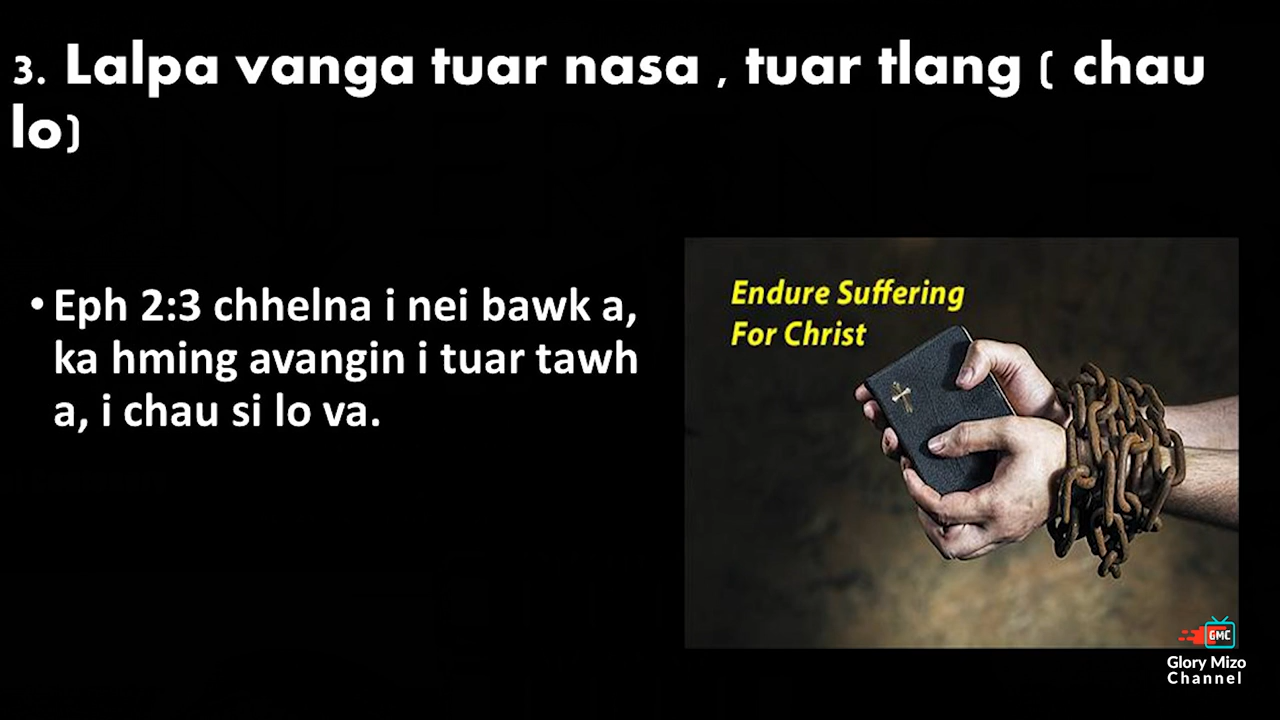 3. Lalpa vanga tuar nasa , tuar tlang ( chau
lo)
• Eph 2:3 chhelna i nei bawk a,
ka hming avangin i tuar tawh
a, i chau si lo va.
Endure Suffering
For Christ
GMC
Glory Mizo
Channel